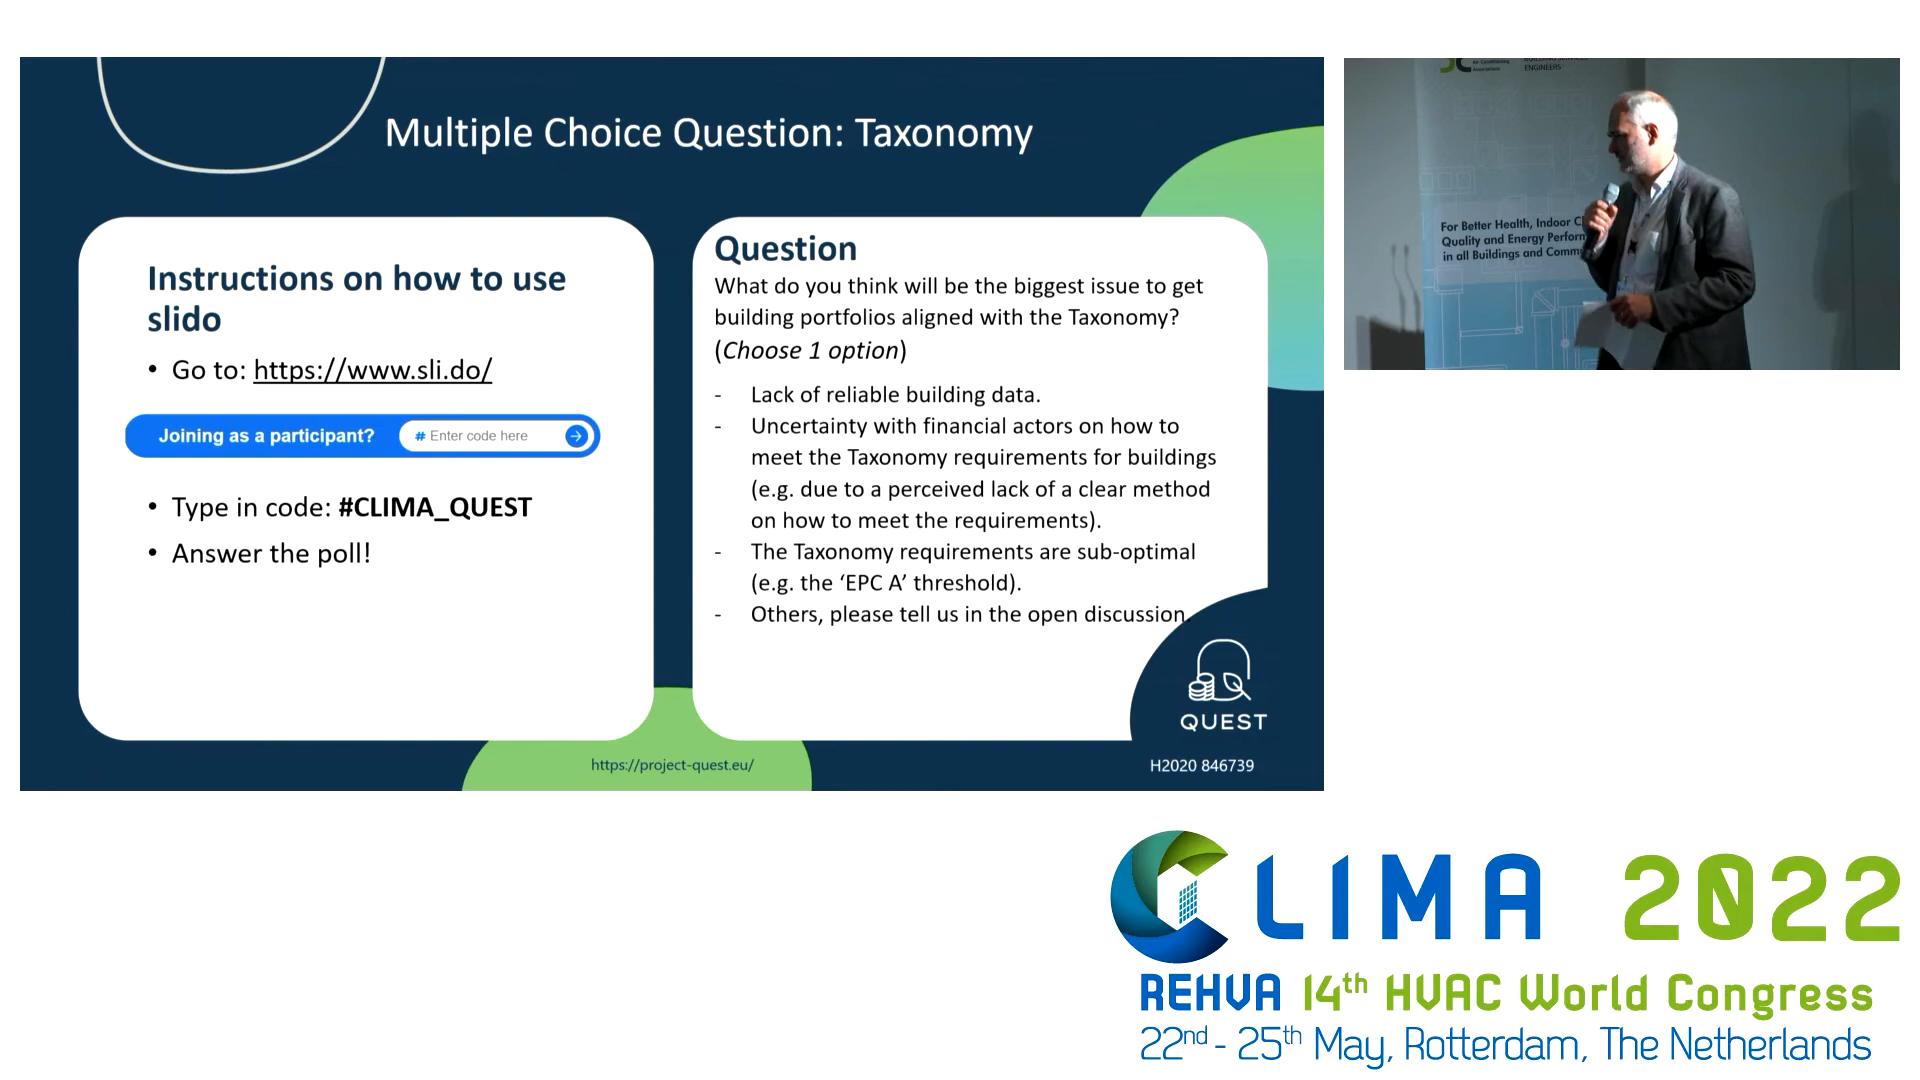 Multiple Choice Question: Taxonomy
Instructions on how to use
slido
• Go to: https://www.sli.do/
Joining as a participant?
# Enter code here
• Type in code: #CLIMA_QUEST
• Answer the poll!
Question
What do you think will be the biggest issue to get
building portfolios aligned with the Taxonomy?
(Choose 1 option)
- Lack of reliable building data.
- Uncertainty with financial actors on how to
meet the Taxonomy requirements for buildings
(e.g. due to a perceived lack of a clear method
on how to meet the requirements).
- The Taxonomy requirements are sub-optimal
(e.g. the ‘EPC A’ threshold).
- Others, please tell us in the open discussion.
QUEST
https://project-quest.eu/
H2020 846739
ENGINEERS
For Better Health, Indoor
Quality and Energy
in all Buildings and
CLIMA 2022
REHVA 14th HVAC World Congress
22nd - 25th May, Rotterdam, The Netherlands